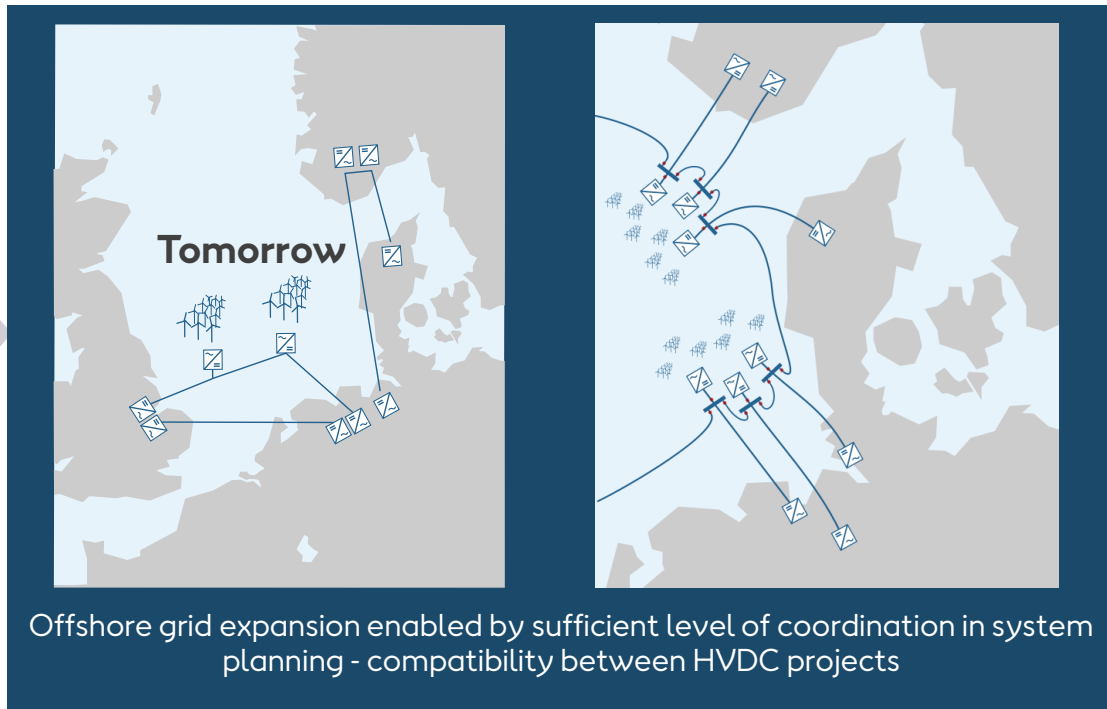 Tomorrow
Offshore grid expansion enabled by sufficient level of coordination in system
planning - compatibility between HVDC projects